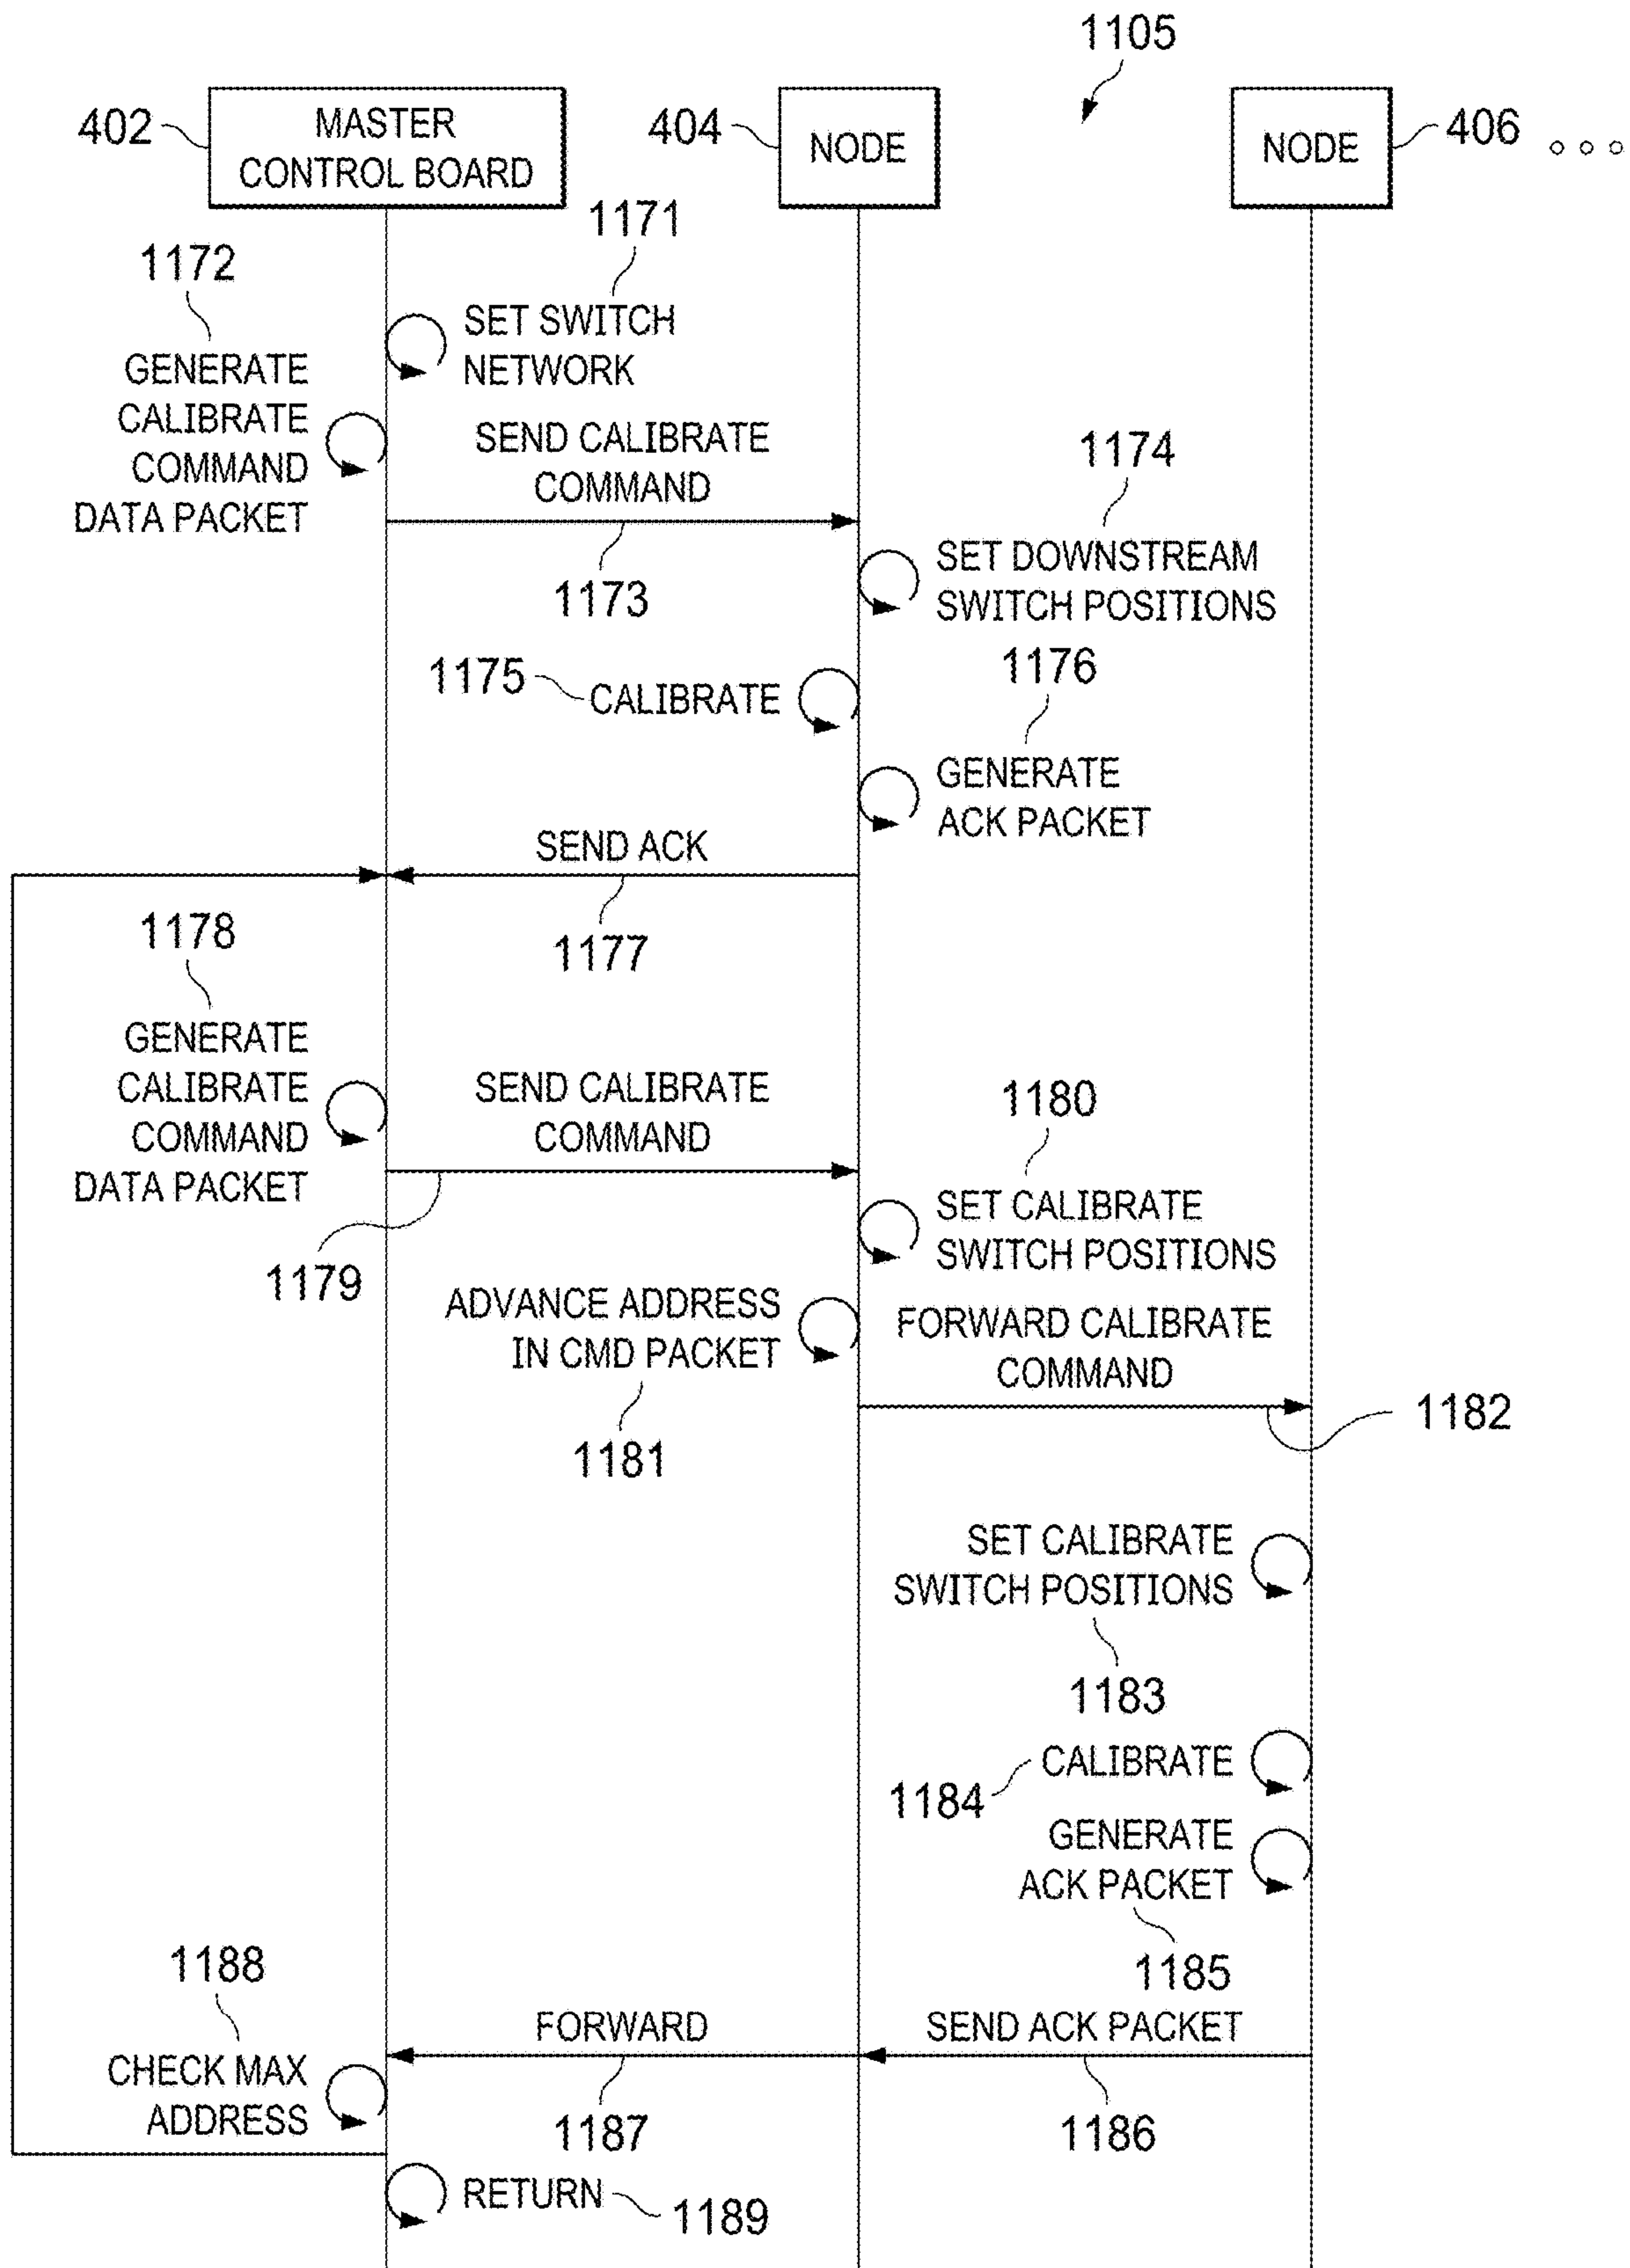 1105
402
MASTER
CONTROL BOARD
404
NODE
NODE
406
1171
1172
SET SWITCH
NETWORK
GENERATE
CALIBRATE
COMMAND
DATA PACKET
SEND CALIBRATE
COMMAND
1173
1174
SET DOWNSTREAM
SWITCH POSITIONS
1175
CALIBRATE
1176
GENERATE
ACK PACKET
SEND ACK
1177
1178
GENERATE
CALIBRATE
COMMAND
DATA PACKET
SEND CALIBRATE
COMMAND
1179
1180
SET CALIBRATE
SWITCH POSITIONS
ADVANCE ADDRESS
IN CMD PACKET
1181
FORWARD CALIBRATE
COMMAND
1182
SET CALIBRATE
SWITCH POSITIONS
1183
CALIBRATE
1184
GENERATE
ACK PACKET
1185
SEND ACK PACKET
1186
FORWARD
1187
1188
CHECK MAX
ADDRESS
RETURN
1189